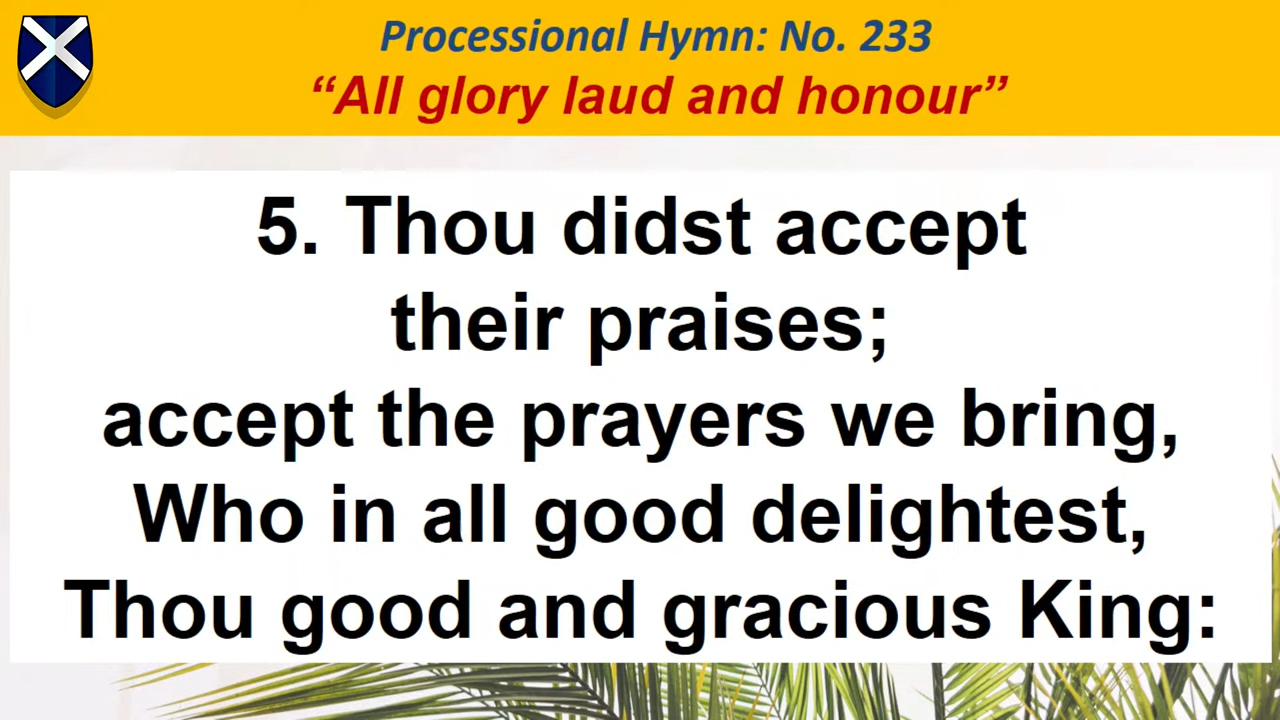 Processional Hymn: No. 233
“All glory laud and honour”
5. Thou didst accept
their praises;
accept the prayers we bring,
Who in all good delightest,
Thou good and gracious King: